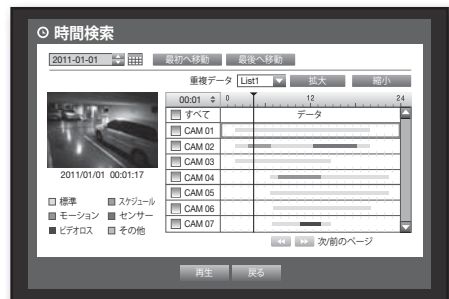 時間検索
2011-01-01 最初へ移動 最後へ移動
重複データ List1 拡大 縮小
00:01 0 12 24
すべて データ
CAM 01
CAM 02
CAM 03
CAM 04
CAM 05
CAM 06
CAM 07
2011/01/01 00:01:17
標準 スケジュール
モーション センサー
ビデオロス その他
次/前のページ
再生 戻る